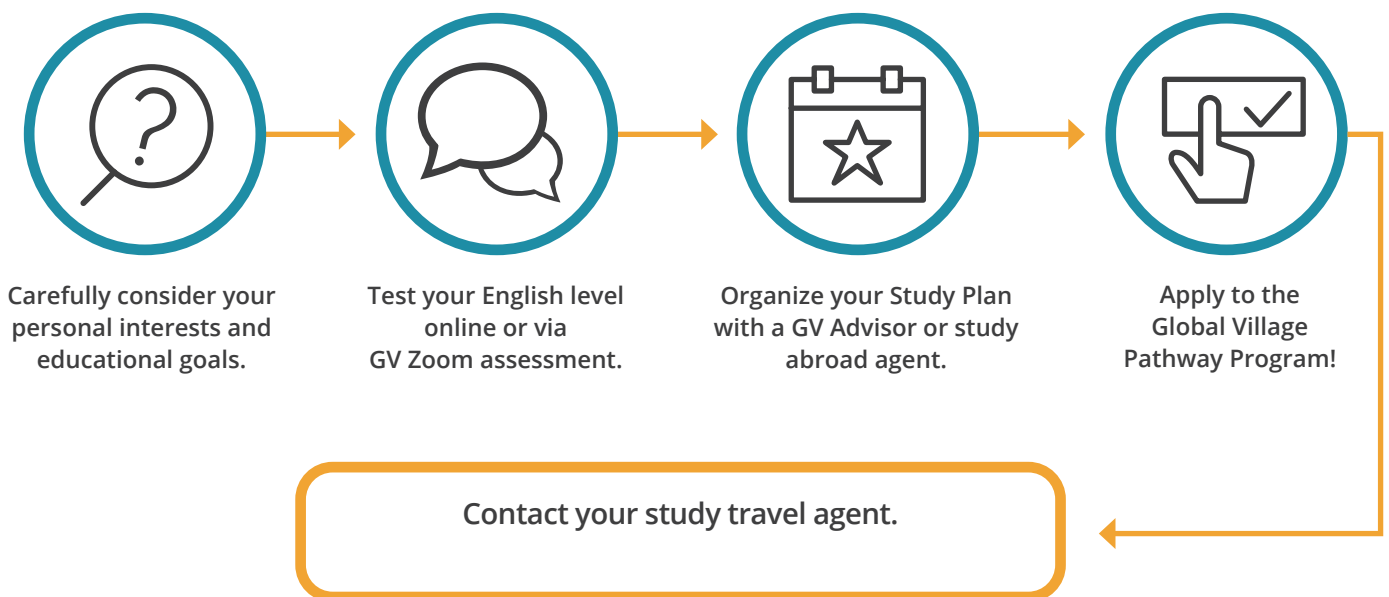 Carefully consider your
personal interests and
educational goals.
Test your English level
online or via
GV Zoom assessment.
Organize your Study Plan
with a GV Advisor or study
abroad agent.
Apply to the
Global Village
Pathway Program!
Contact your study travel agent.